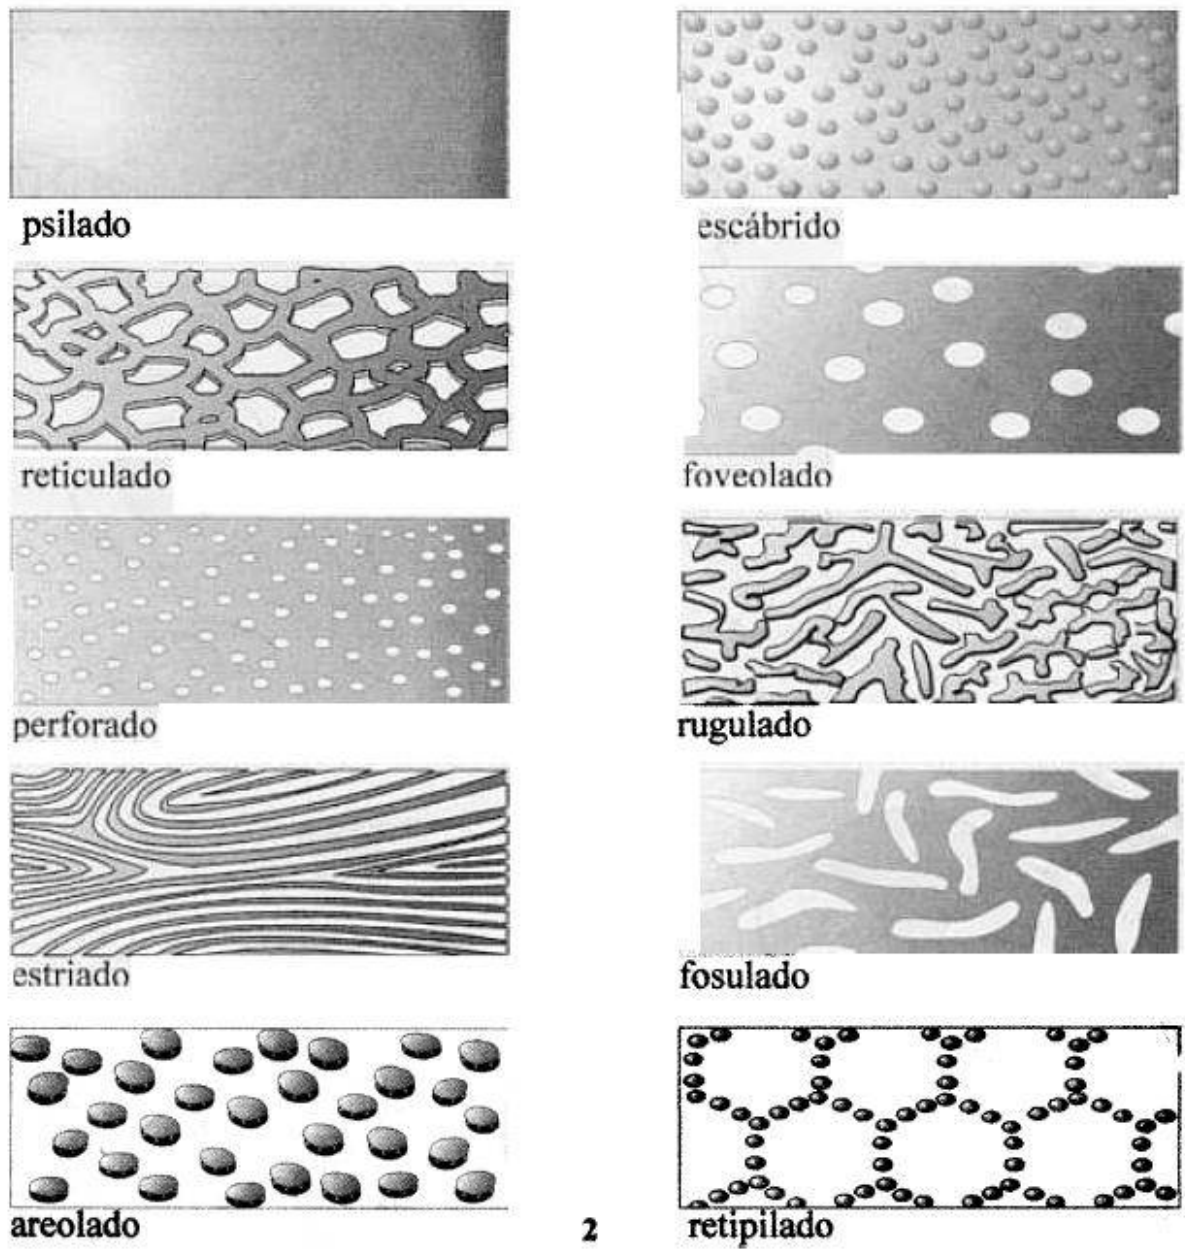 psilado
escábrido
reticulado
foveolado
perforado
rugulado
estriado
fosulado
areolado
2
retipilado